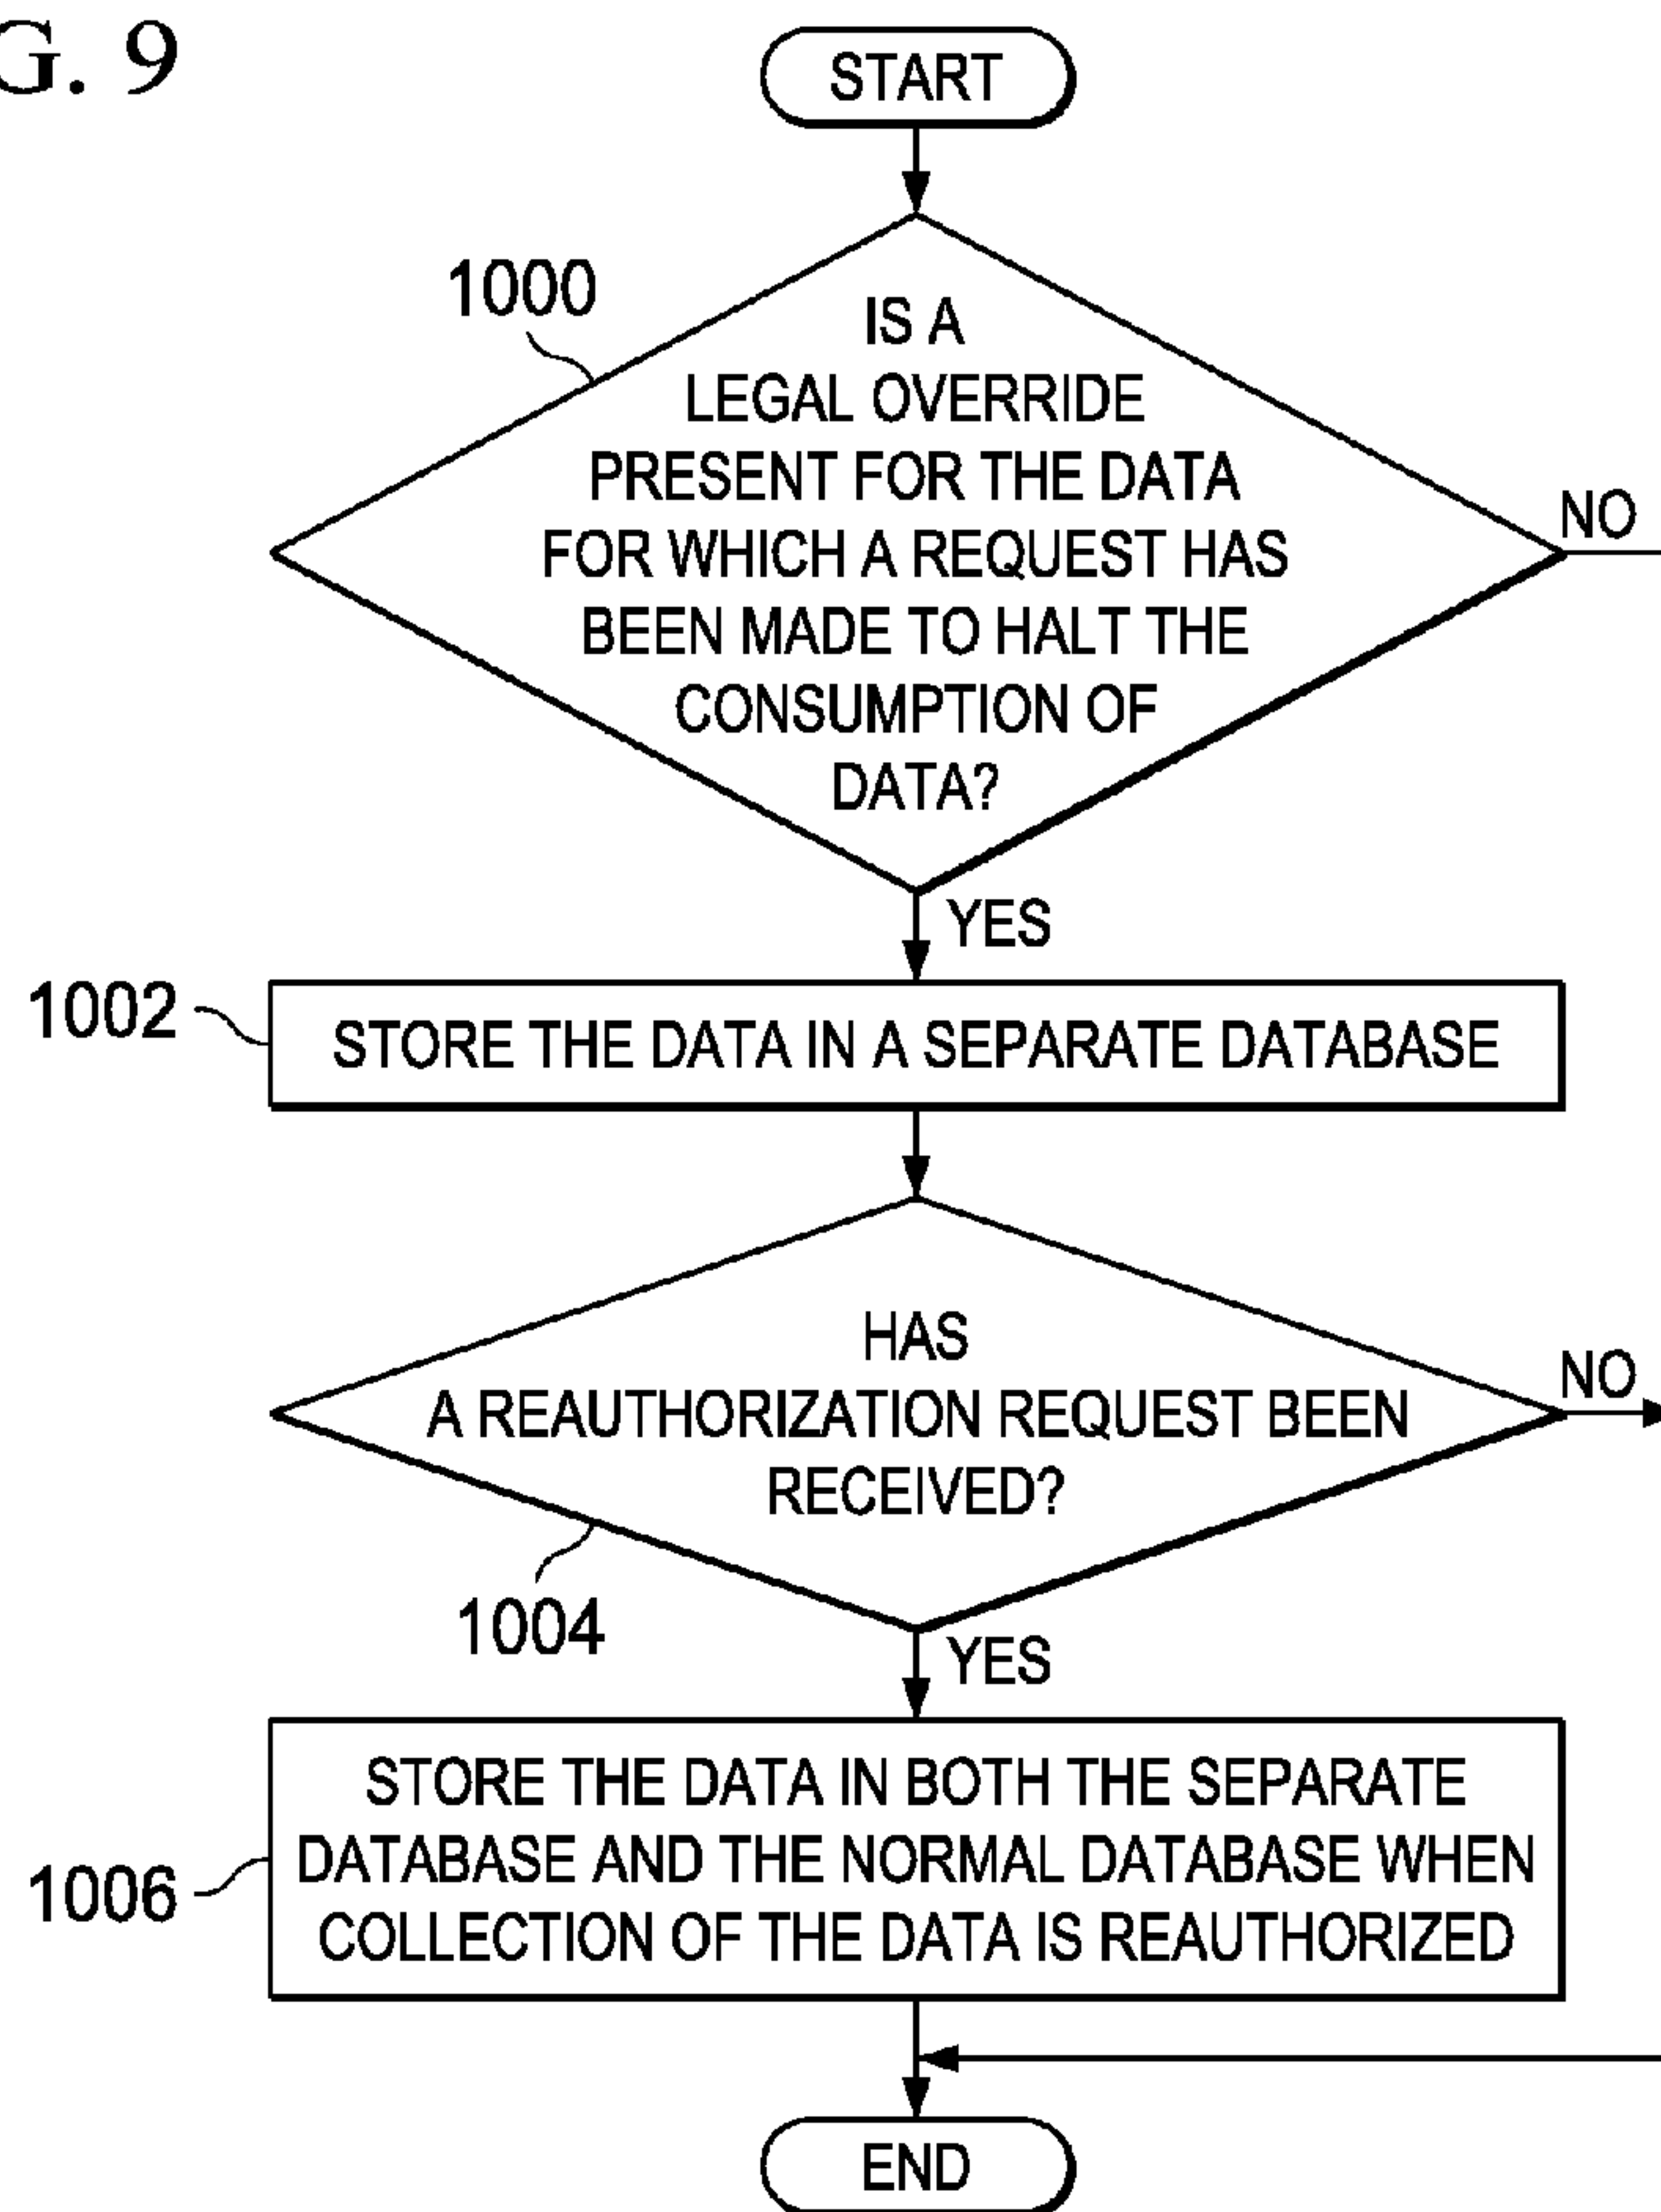 G. 9
START
1000
IS A
LEGAL OVERRIDE
PRESENT FOR THE DATA
FOR WHICH A REQUEST HAS
BEEN MADE TO HALT THE
CONSUMPTION OF
DATA?
NO
YES
1002
STORE THE DATA IN A SEPARATE DATABASE
HAS
A REAUTHORIZATION REQUEST BEEN
RECEIVED?
NO
1004
YES
STORE THE DATA IN BOTH THE SEPARATE
DATABASE AND THE NORMAL DATABASE WHEN
COLLECTION OF THE DATA IS REAUTHORIZED
1006
END